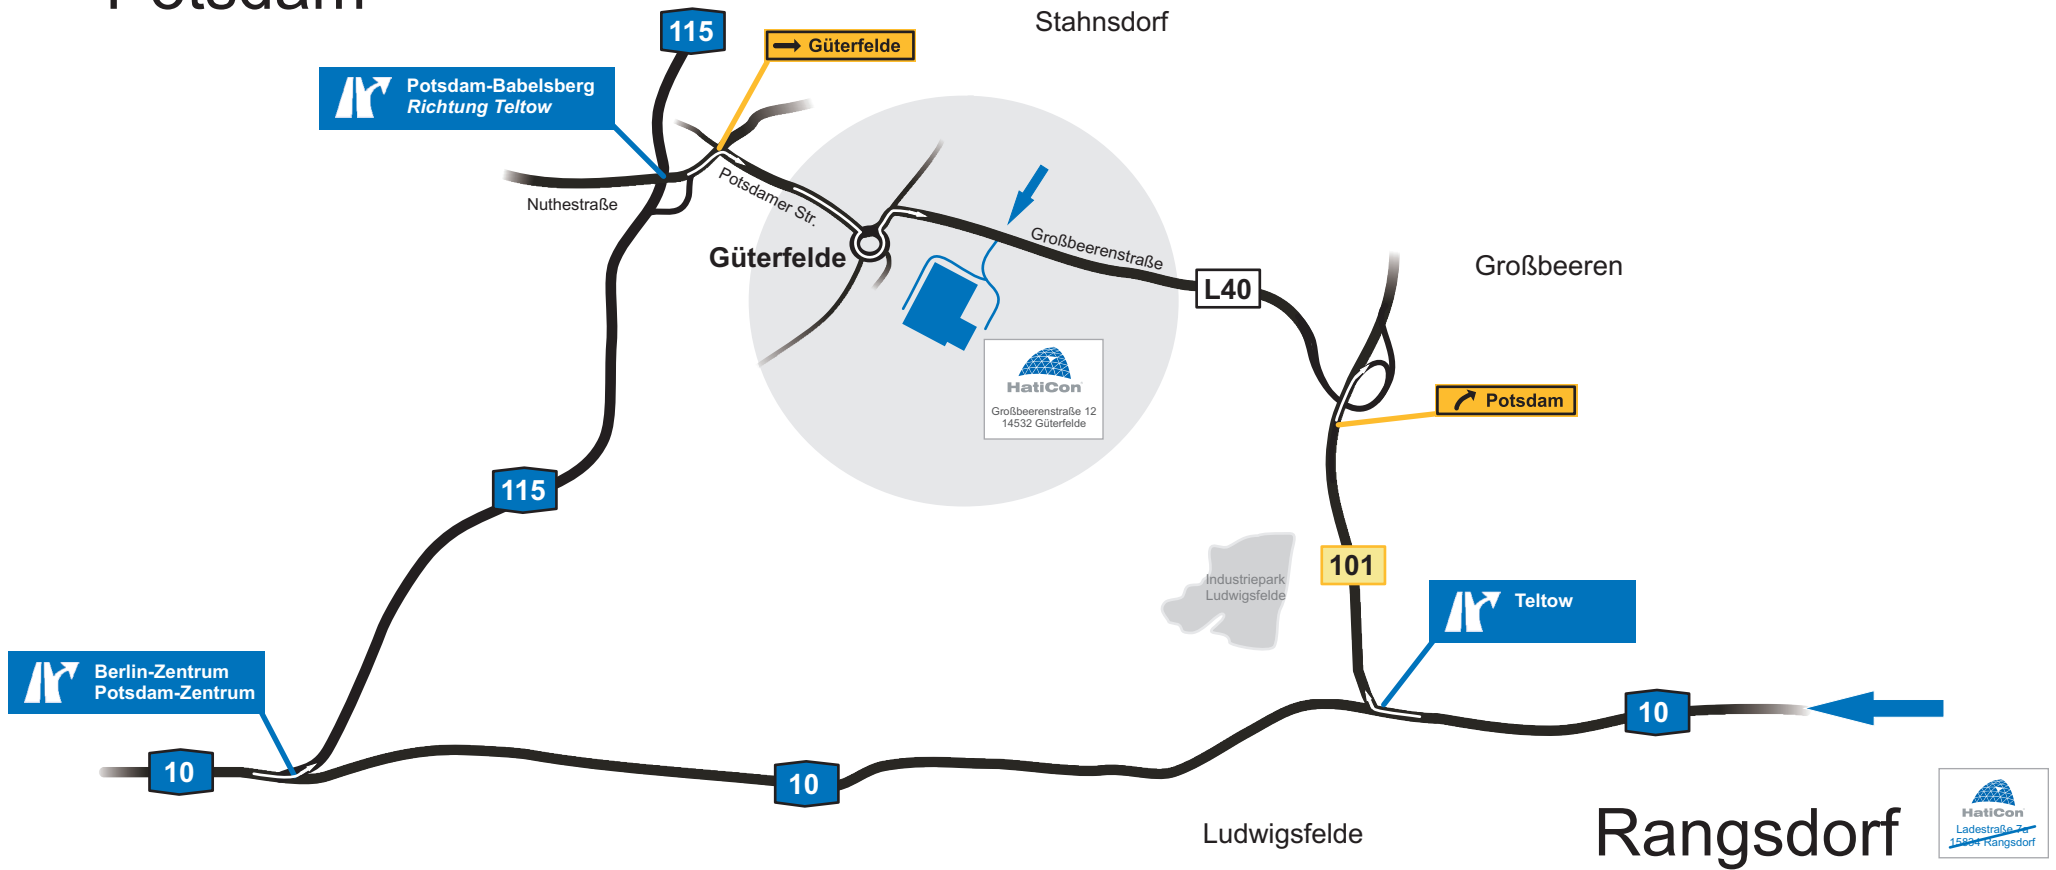 Potsdam
115
Güterfelde
Stahnsdorf
Potsdam-Babelsberg
Richtung Teltow
Nuthestraße
Potsdamer Str.
Güterfelde
Großbeerenstraße
L40
Großbeeren
HatiCon
Großbeerenstraße 12
14532 Güterfelde
Potsdam
115
101
Industriepark
Ludwigsfelde
Teltow
Berlin-Zentrum
Potsdam-Zentrum
10
10
10
Ludwigsfelde
Rangsdorf
HatiCon
Ladestraße 7a
15834 Rangsdorf